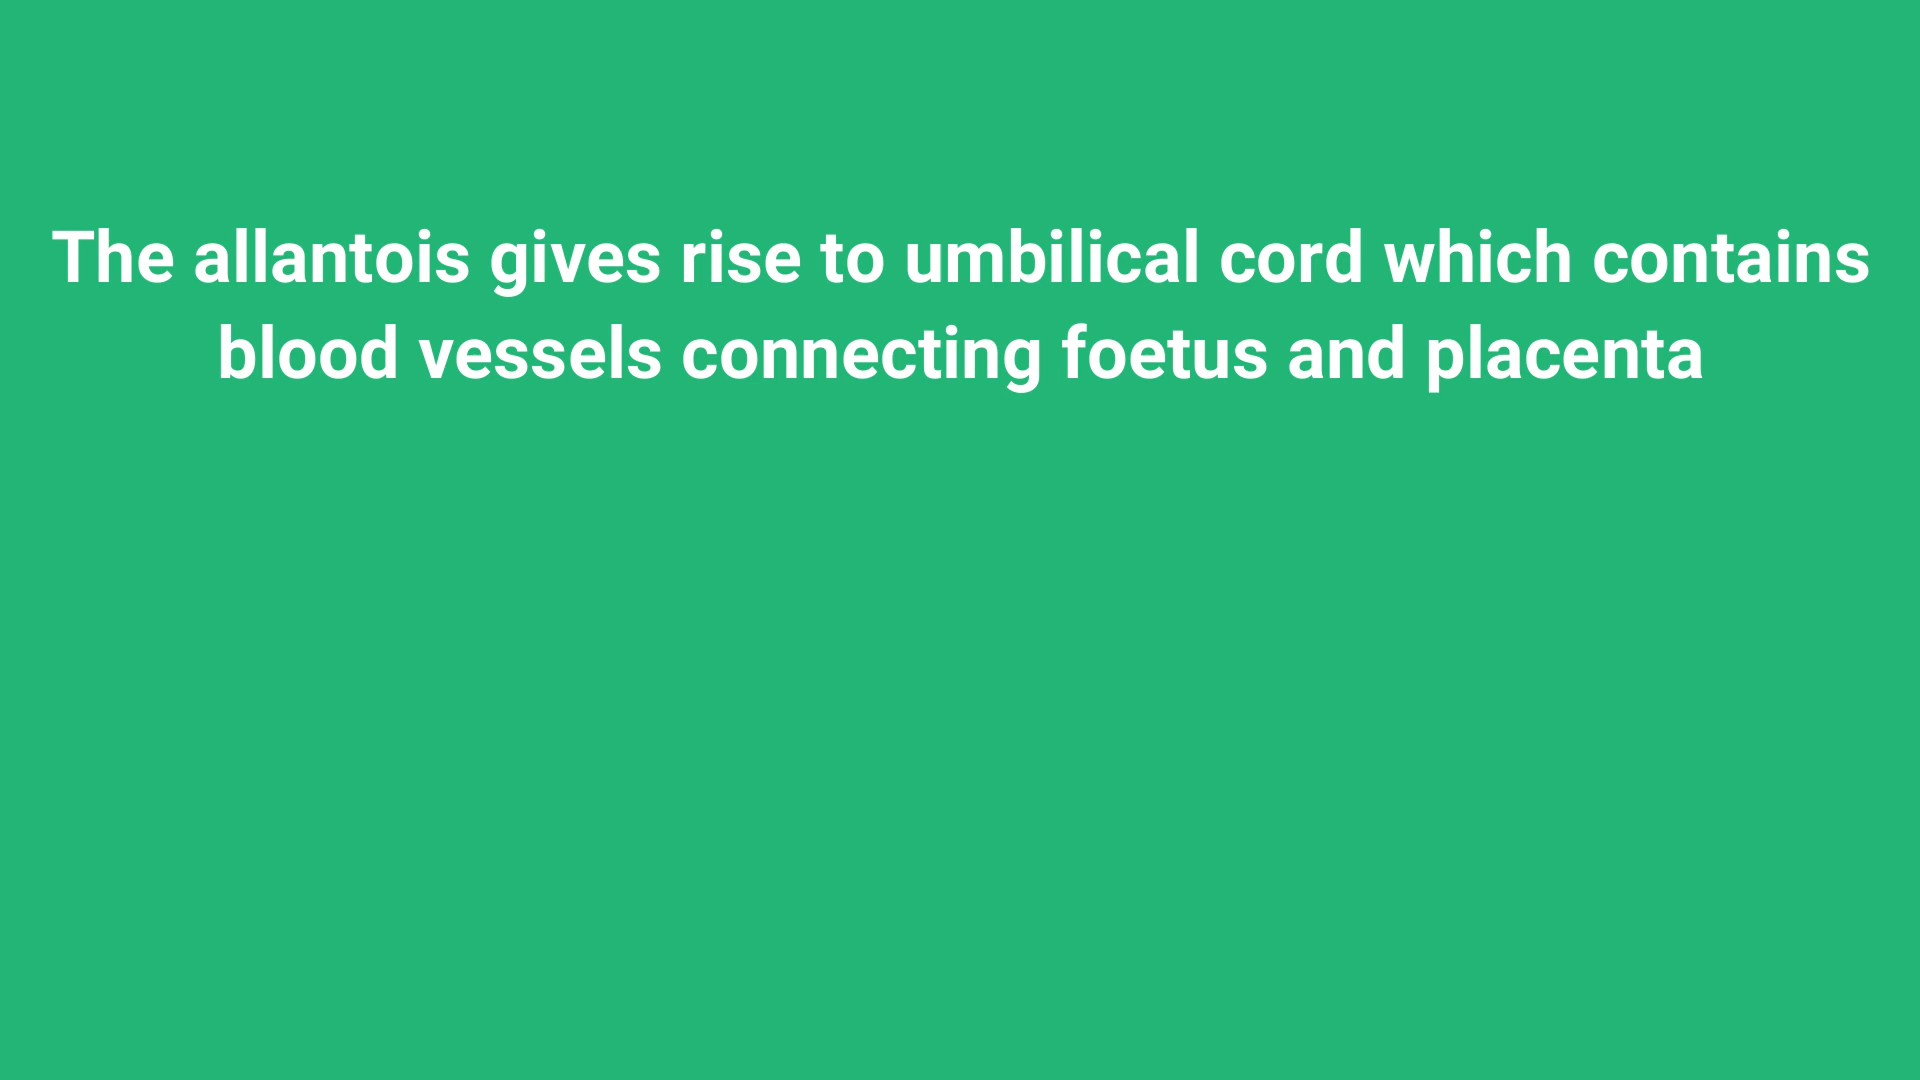 The allantois gives rise to umbilical cord which contains
blood vessels connecting foetus and placenta